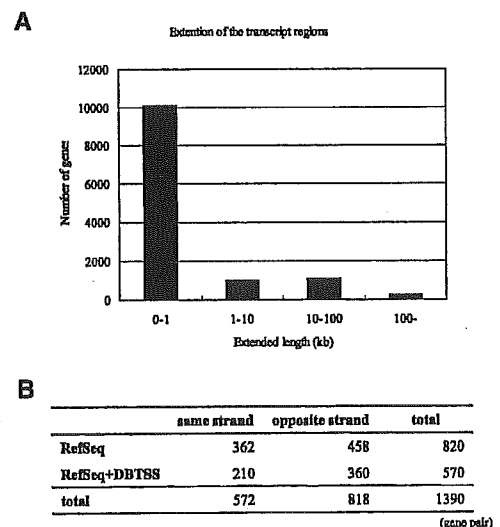 A
Extention of the transcript regions
12000
10000
8000
6000
4000
2000
0
Number of genes
0-1 1-10 10-100 100-
Extended length (kb)
B
same strand opposite strand total
RefSeq 362 458 820
RefSeq+DBTSS 210 360 570
total 572 818 1390
(gene pair)